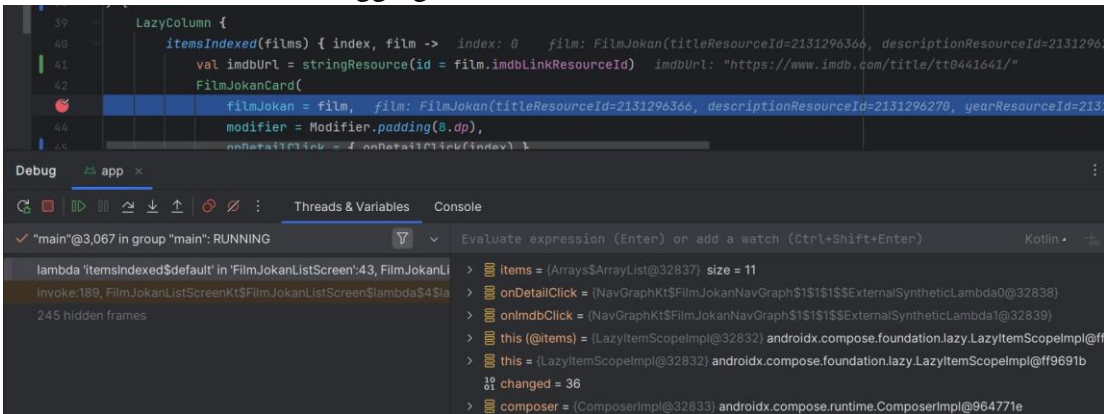 39 LazyColumn {
40 itemsIndexed(films) { index, film -> index: 0 film: FilmJokan(titleResourceId=2131296366, descriptionResourceId=2131296
41 val imdbUrl = stringResource(id = film.imdbLinkResourceId) imdbUrl: "https://www.imdb.com/title/tt0441641/"
42 FilmJokanCard(
filmJokan = film, film: FilmJokan(titleResourceId=2131296366, descriptionResourceId=2131296270, yearResourceId=213
44 modifier = Modifier.padding(8.dp),
45 onDetailClick = { onDetailClick(index) }
Debug app
Threads & Variables Console
"main"@3,067 in group "main": RUNNING
Evaluate expression (Enter) or add a watch (Ctrl+Shift+Enter) Kotlin
lambda 'itemsIndexed$default' in 'FilmJokanListScreen':43, FilmJokanLi
invoke:189, FilmJokanListScreenKt$FilmJokanListScreen$lambda$4$la
245 hidden frames
items = {Arrays$ArrayList@32837} size = 11
onDetailClick = {NavGraphKt$FilmJokanNavGraph$1$1$1$$ExternalSyntheticLambda0@32838}
onImdbClick = {NavGraphKt$FilmJokanNavGraph$1$1$1$$ExternalSyntheticLambda1@32839}
this (@items) = {LazyItemScopeImpl@32832} androidx.compose.foundation.lazy.LazyItemScopeImpl@ff
this = {LazyItemScopeImpl@32832} androidx.compose.foundation.lazy.LazyItemScopeImpl@ff9691b
changed = 36
composer = {ComposerImpl@32833} androidx.compose.runtime.ComposerImpl@964771e